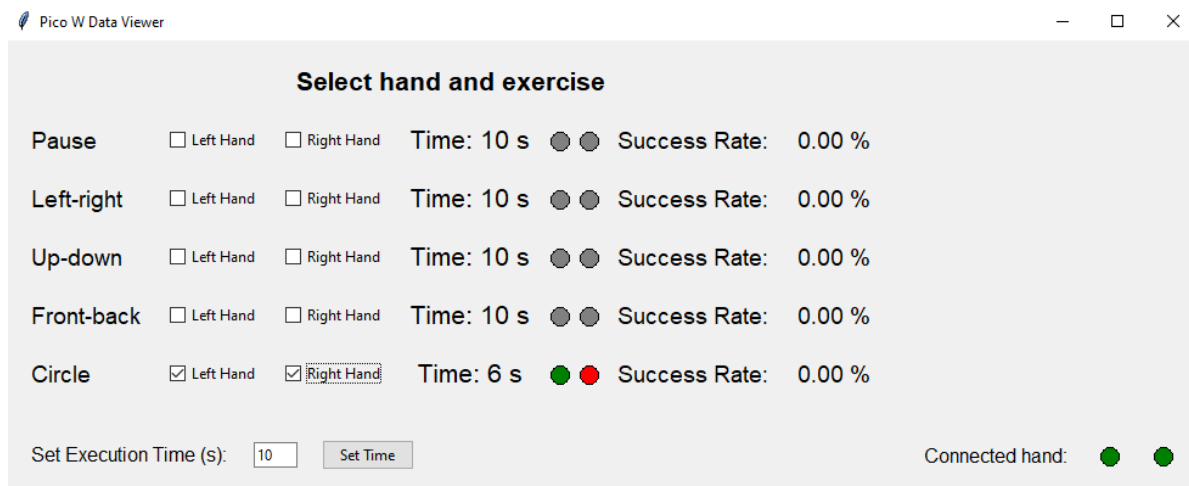 Pico W Data Viewer
Select hand and exercise
Pause Left Hand Right Hand Time: 10 s Success Rate: 0.00 %
Left-right Left Hand Right Hand Time: 10 s Success Rate: 0.00 %
Up-down Left Hand Right Hand Time: 10 s Success Rate: 0.00 %
Front-back Left Hand Right Hand Time: 10 s Success Rate: 0.00 %
Circle Left Hand Right Hand Time: 6 s Success Rate: 0.00 %
Set Execution Time (s): 10 Set Time Connected hand: